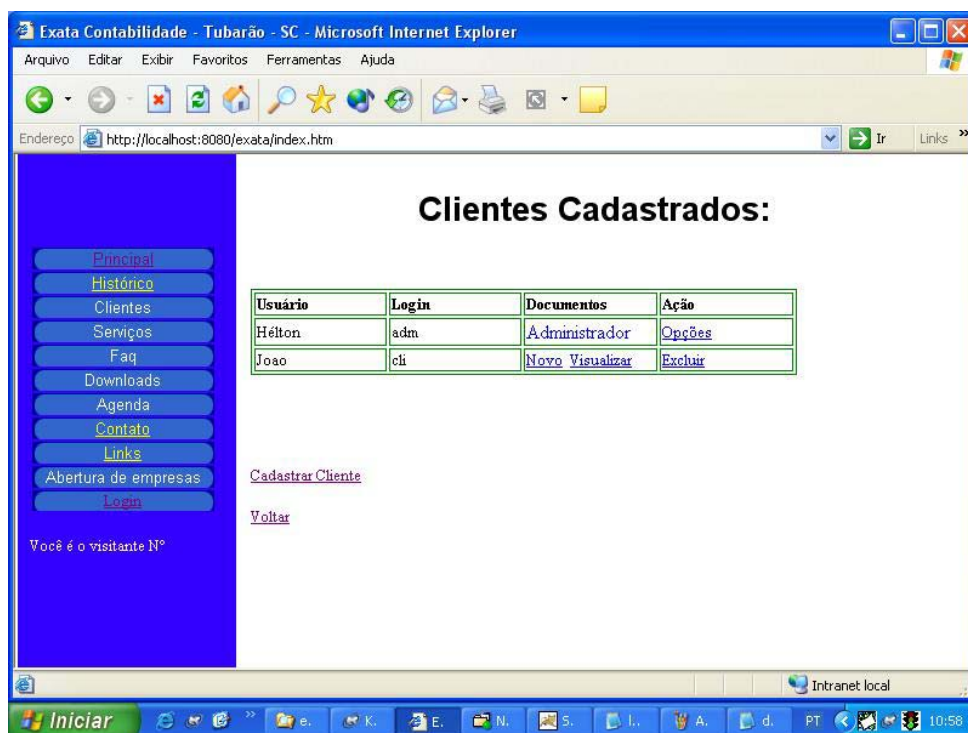 Exata Contabilidade - Tubarão - SC - Microsoft Internet Explorer
Arquivo Editar Exibir Favoritos Ferramentas Ajuda
Endereço http://localhost:8080/exata/index.htm Ir Links »
Clientes Cadastrados:
Principal
Histórico
Clientes
Serviços
Faq
Downloads
Agenda
Contato
Links
Abertura de empresas
Login
Você é o visitante Nº
Usuário Login Documentos Ação
Hélton adm Administrador Opções
Joao cli Novo Visualizar Excluir
Cadastrar Cliente
Voltar
Intranet local
Iniciar » e. K. E. N. S. I.. A. d. PT 10:58